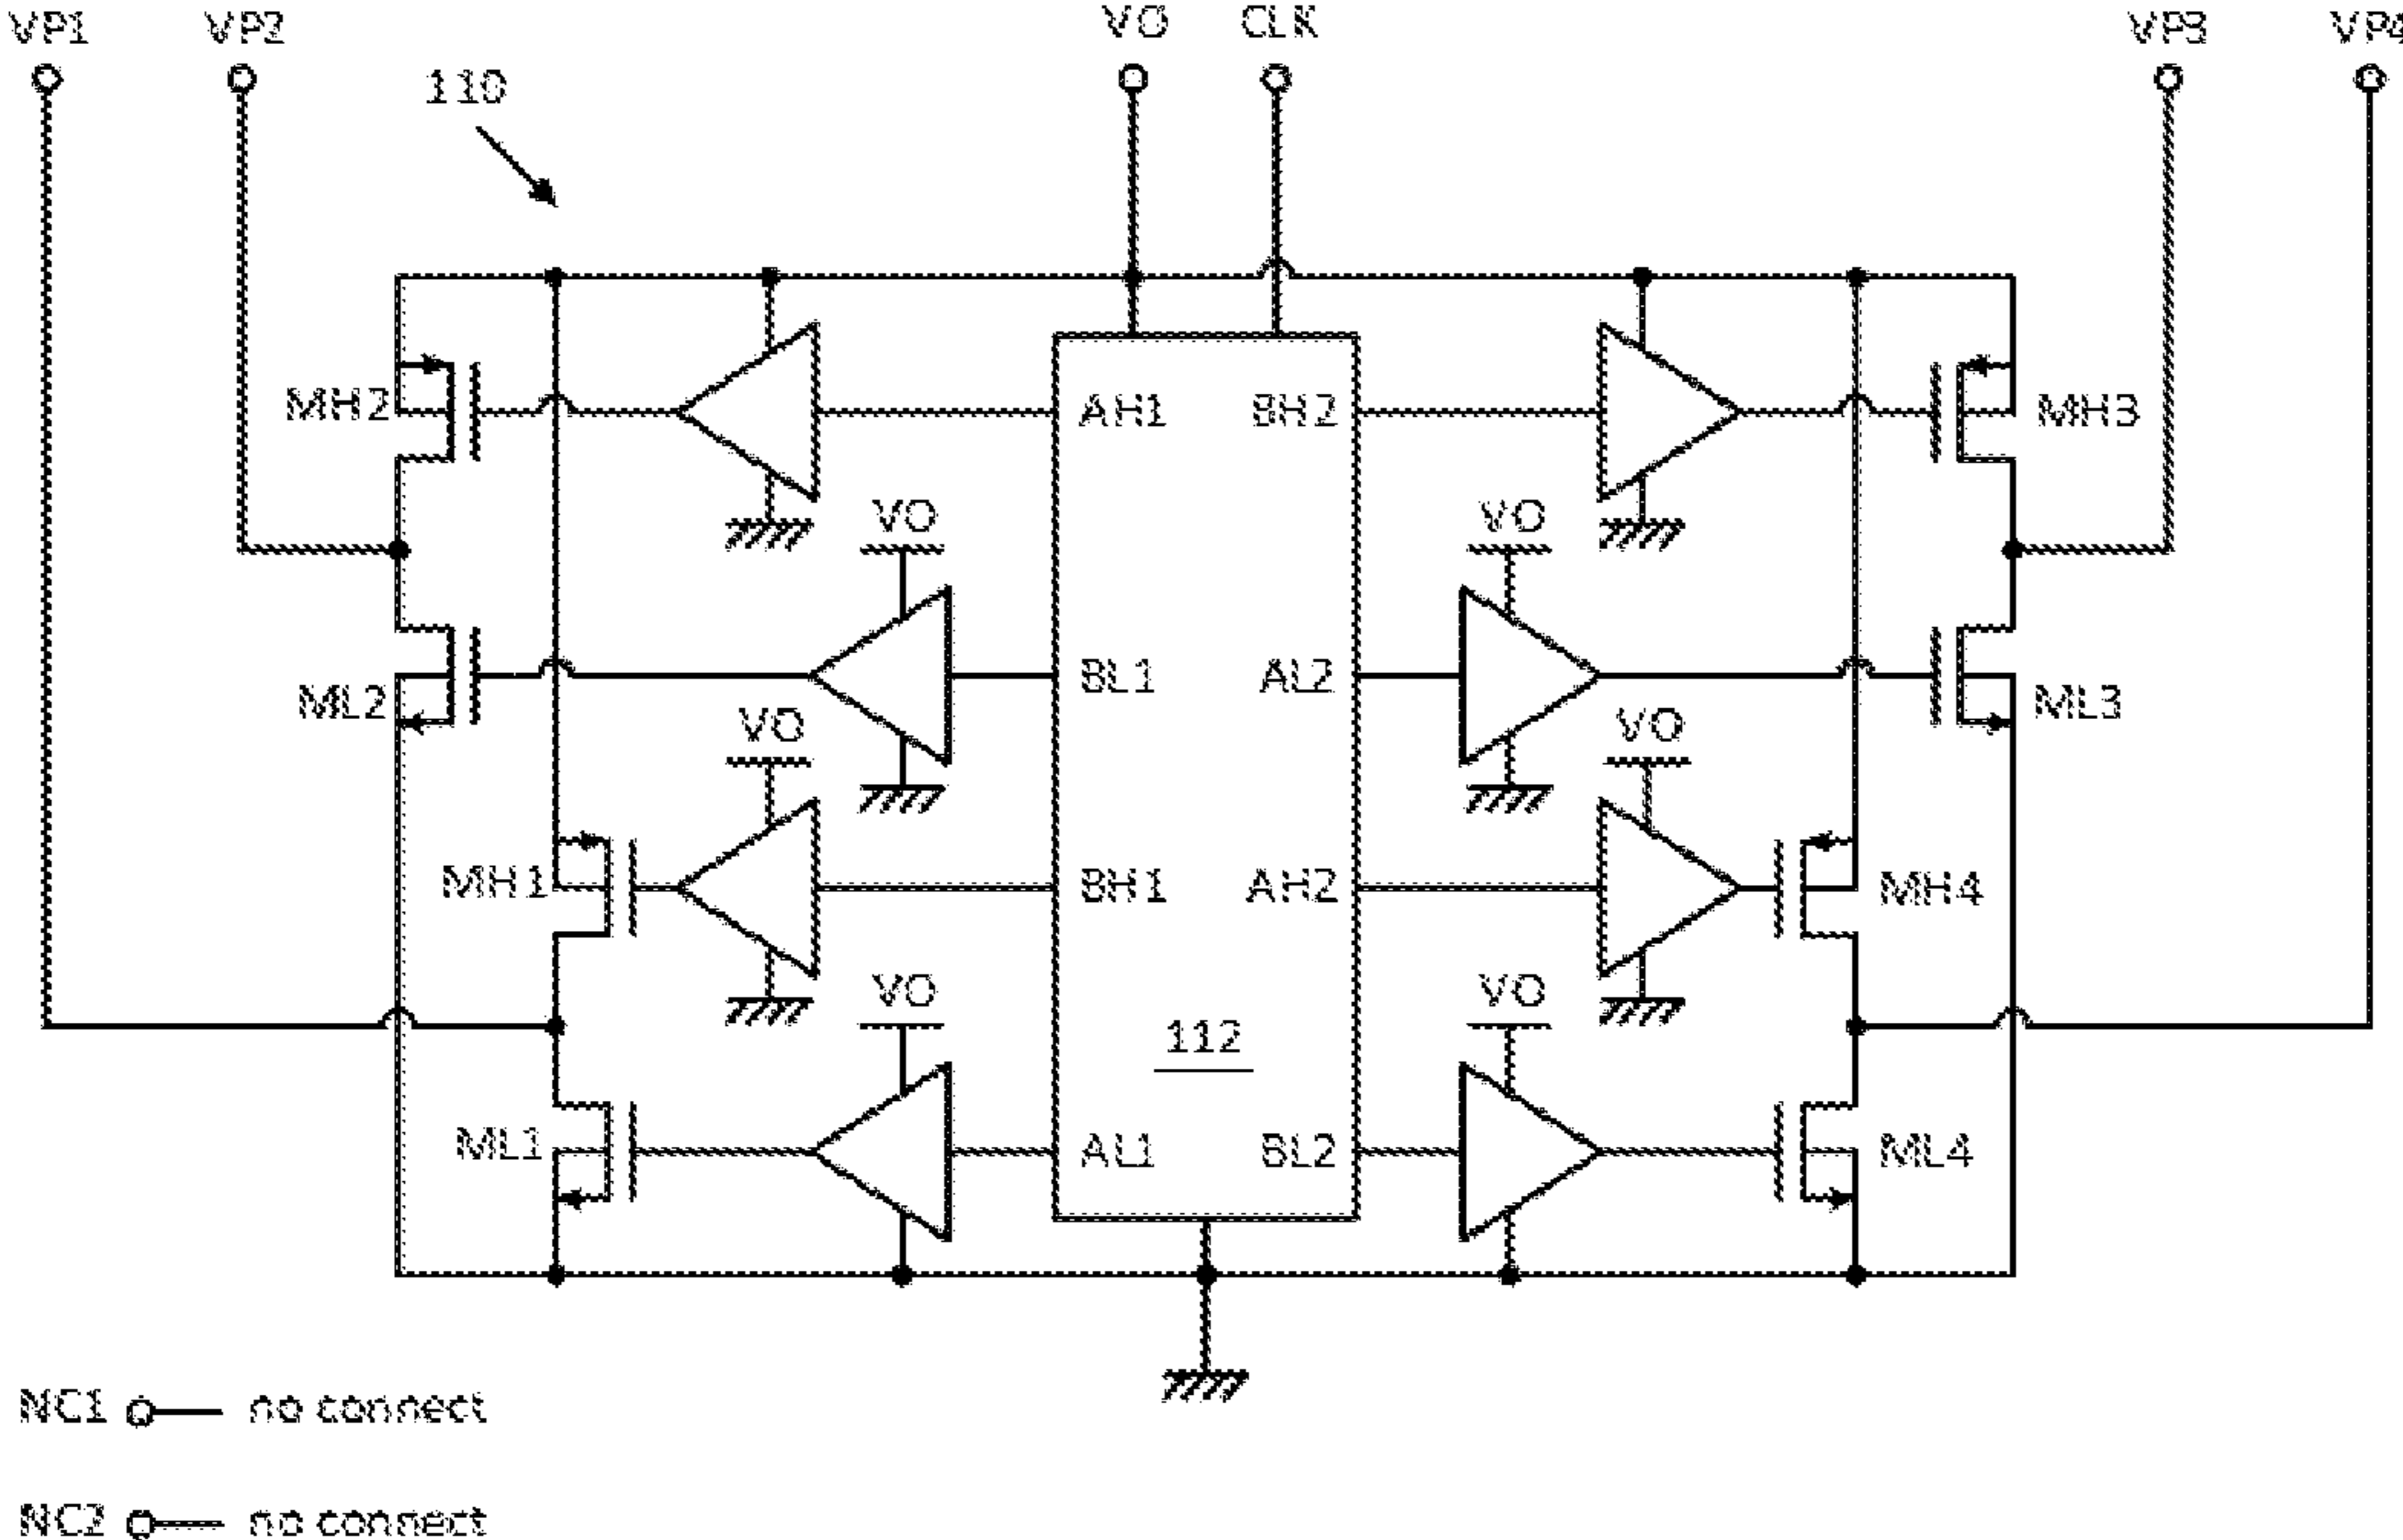 VP1 VP2 VO CLK VP3 VP4
110
MH2 AH1 BH2 MH3
VO VO
ML2 BL1 AL2 ML3
VO VO
MH1 BH1 AH2 MH4
VO VO
112
ML1 AL1 BL2 ML4
NC1 no connect
NC2 no connect